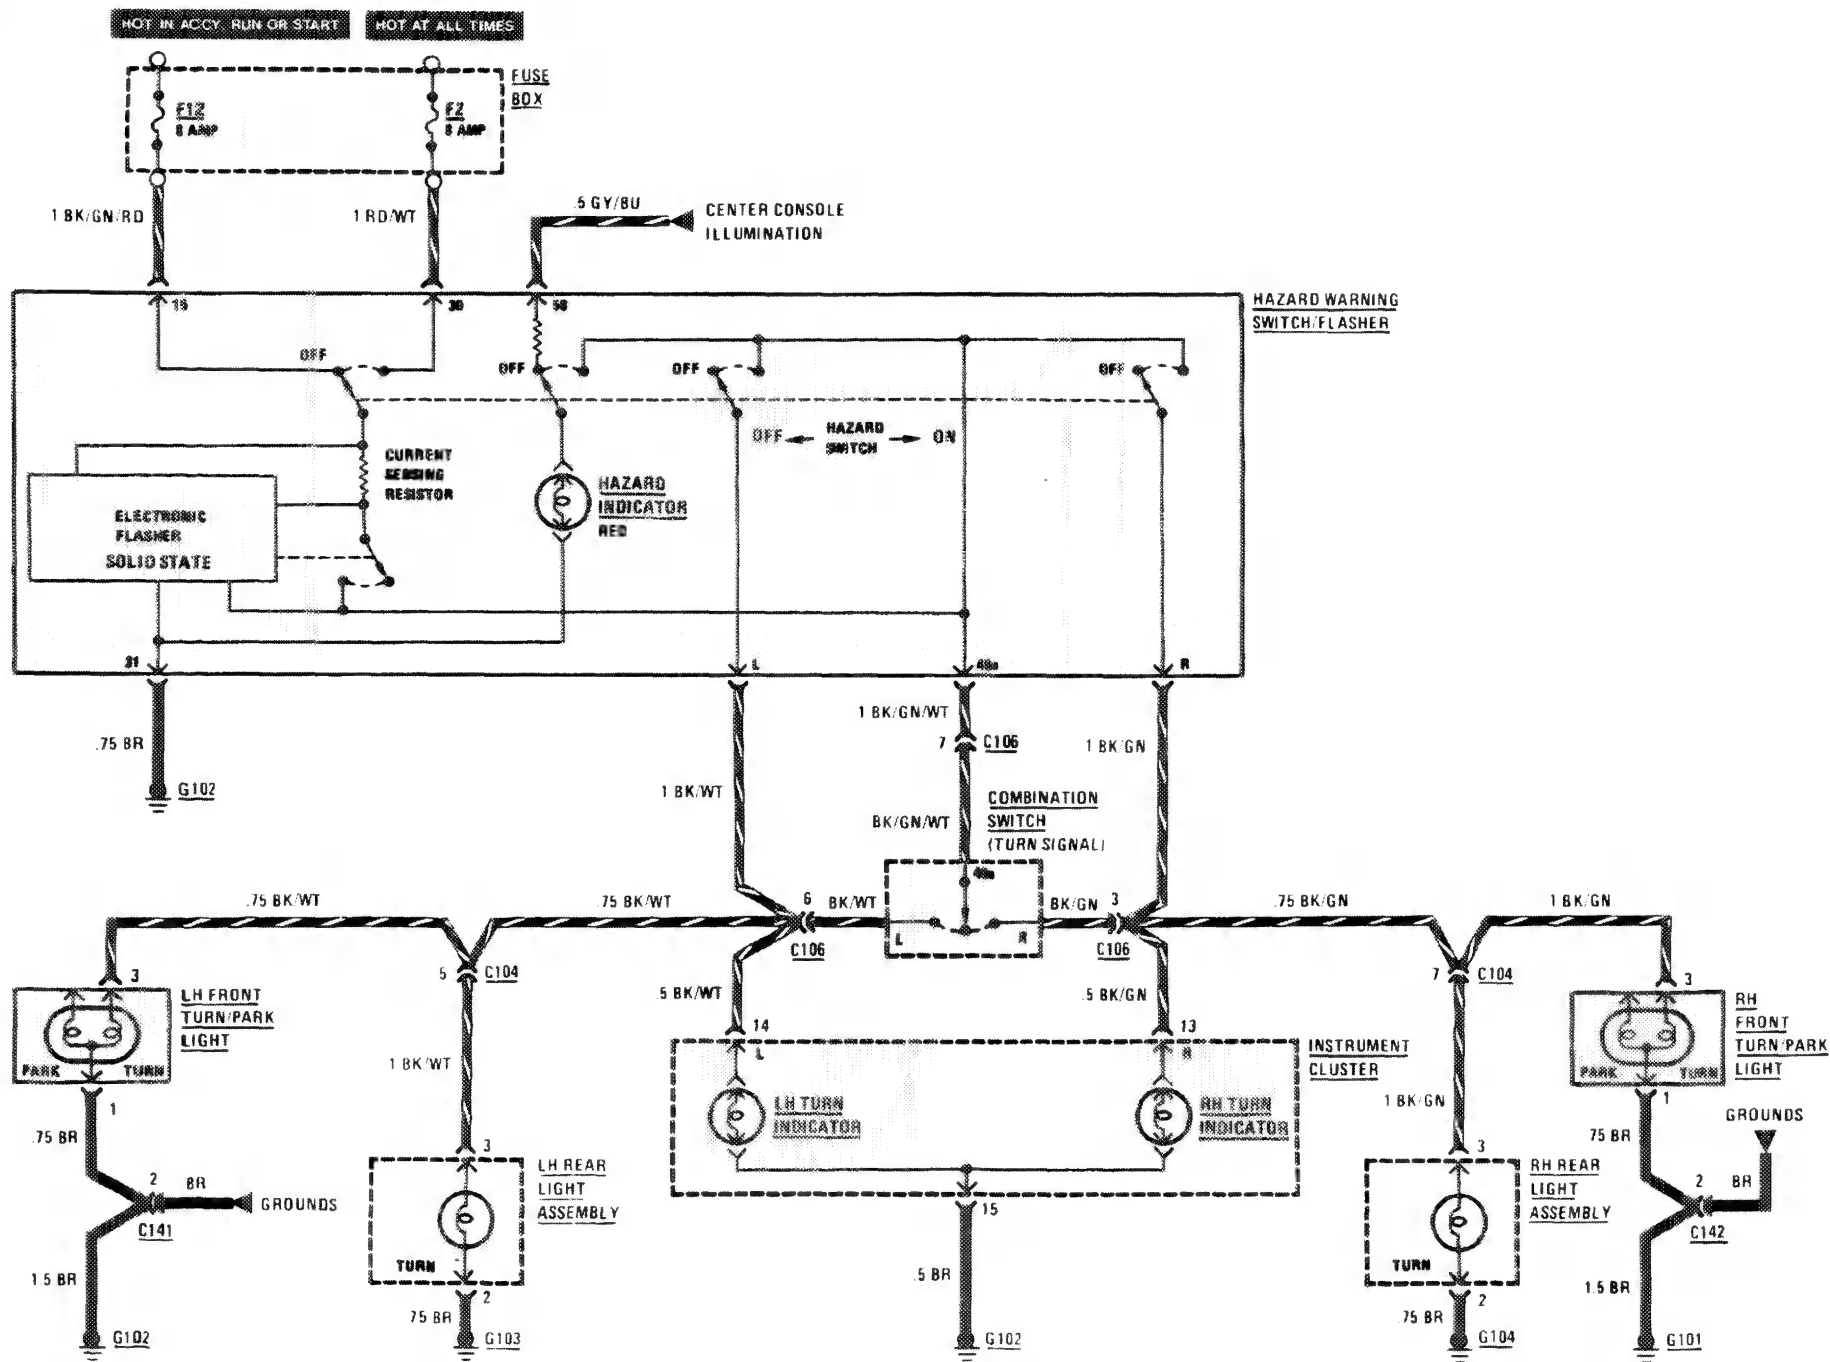 HOT IN ACCY RUN OR START
HOT AT ALL TIMES
FUSE
BOX
F12
8 AMP
F2
8 AMP
1 BK/GN/RD
1 RD/WT
.5 GY/BU
CENTER CONSOLE
ILLUMINATION
15
30
58
HAZARD WARNING
SWITCH/FLASHER
OFF
OFF
OFF
OFF
OFF
HAZARD
SWITCH
ON
CURRENT
SENSING
RESISTOR
ELECTRONIC
FLASHER
SOLID STATE
HAZARD
INDICATOR
RED
31
L
49a
R
.75 BR
G102
1 BK/WT
1 BK/GN/WT
7
C106
1 BK/GN
BK/GN/WT
COMBINATION
SWITCH
(TURN SIGNAL)
49a
L
R
.75 BK/WT
.75 BK/WT
6
BK/WT
C106
BK/GN
3
C106
.75 BK/GN
1 BK/GN
5
C104
7
C104
3
LH FRONT
TURN/PARK
LIGHT
PARK
TURN
1
.5 BK/WT
.5 BK/GN
14
13
L
R
INSTRUMENT
CLUSTER
3
RH
FRONT
TURN/PARK
LIGHT
PARK
TURN
1
1 BK/WT
LH TURN
INDICATOR
RH TURN
INDICATOR
1 BK/GN
GROUNDS
.75 BR
2
BR
GROUNDS
C141
3
LH REAR
LIGHT
ASSEMBLY
TURN
2
15
3
RH REAR
LIGHT
ASSEMBLY
TURN
2
75 BR
2
BR
C142
1.5 BR
G102
75 BR
G103
.5 BR
G102
.75 BR
G104
1.5 BR
G101